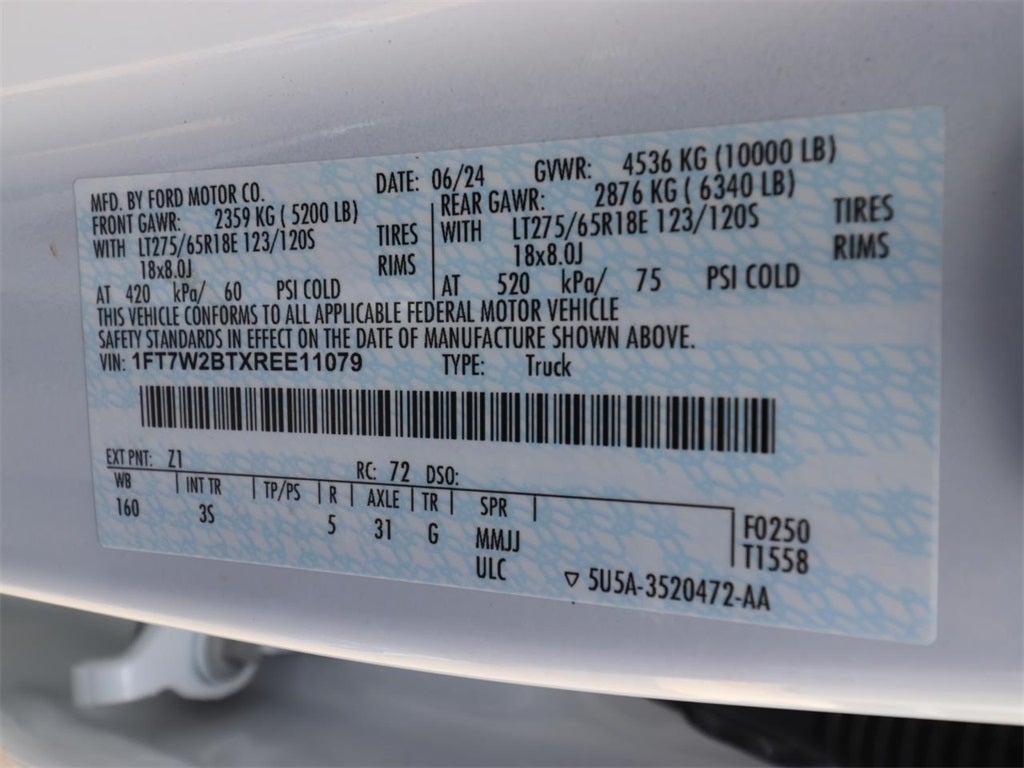 MFD. BY FORD MOTOR CO. DATE: 06/24 GVWR: 4536 KG (10000 LB)
FRONT GAWR: 2359 KG ( 5200 LB) REAR GAWR: 2876 KG ( 6340 LB)
WITH LT275/65R18E 123/120S TIRES WITH LT275/65R18E 123/120S TIRES
18x8.0J RIMS 18x8.0J RIMS
AT 420 kPa/ 60 PSI COLD AT 520 kPa/ 75 PSI COLD
THIS VEHICLE CONFORMS TO ALL APPLICABLE FEDERAL MOTOR VEHICLE
SAFETY STANDARDS IN EFFECT ON THE DATE OF MANUFACTURE SHOWN ABOVE.
VIN: 1FT7W2BTXREE11079 TYPE: Truck
EXT PNT: Z1 RC: 72 DSO:
WB INT TR TP/PS R AXLE TR SPR
160 3S 5 31 G MMJJ
ULC
F0250
T1558
5U5A-3520472-AA